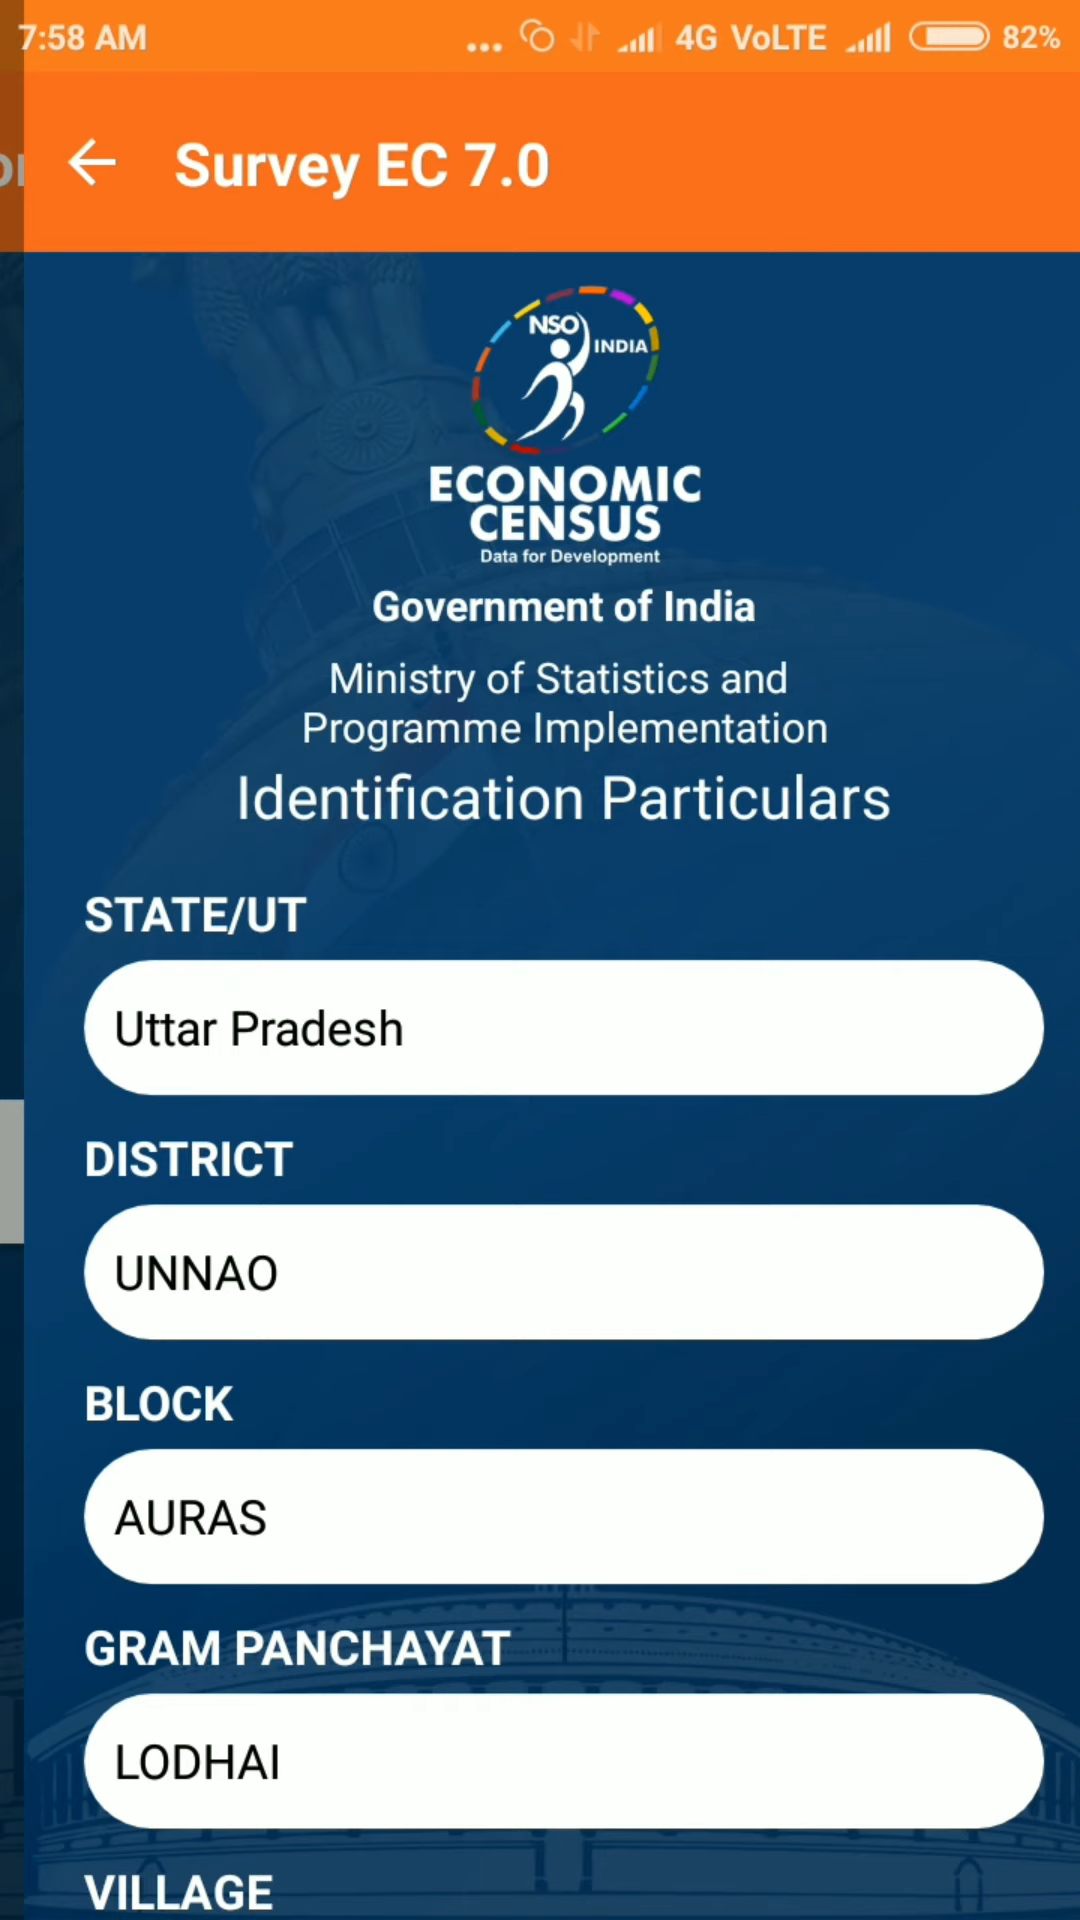 7:58 AM
... 4G VoLTE 82%
Survey EC 7.0
NSO
INDIA
ECONOMIC
CENSUS
Data for Development
Government of India
Ministry of Statistics and
Programme Implementation
Identification Particulars
STATE/UT
Uttar Pradesh
DISTRICT
UNNAO
BLOCK
AURAS
GRAM PANCHAYAT
LODHAI
VILLAGE